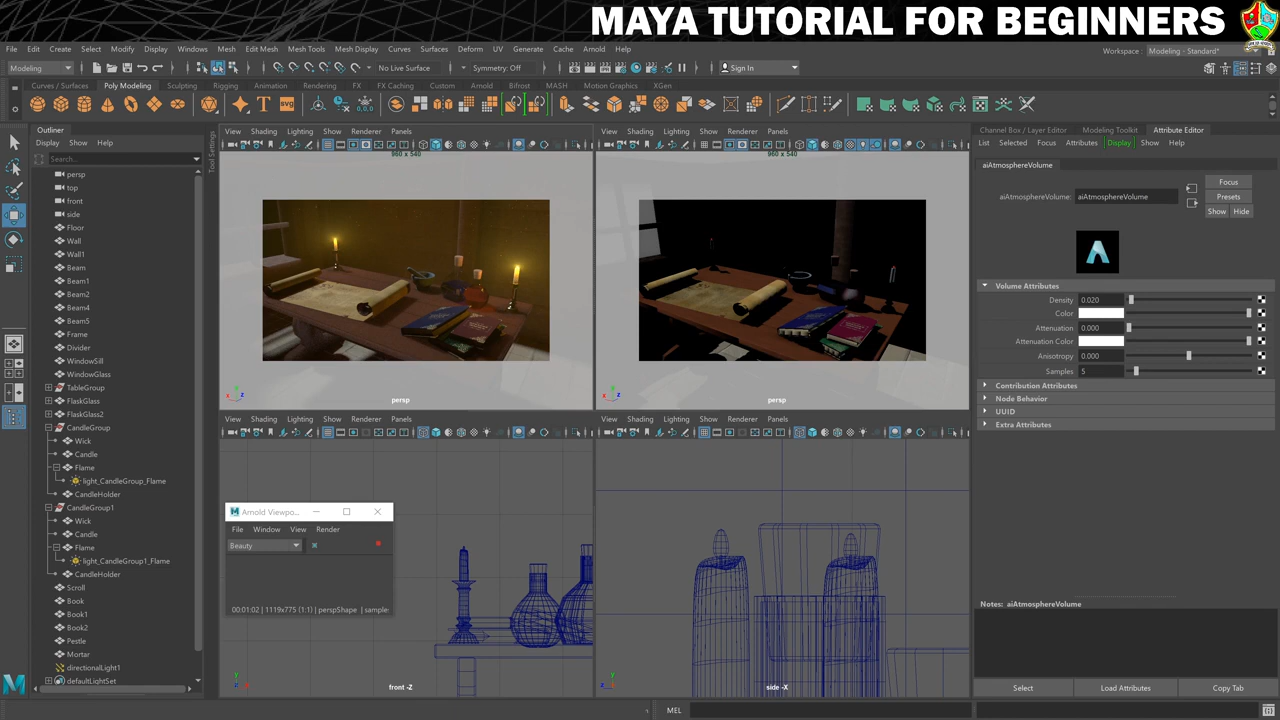 MAYA TUTORIAL FOR BEGINNERS
File Edit Create Select Modify Display Windows Mesh Edit Mesh Mesh Tools Mesh Display Curves Surfaces Deform UV Generate Cache Arnold Help
Workspace : Modeling - Standard*
Modeling No Live Surface Symmetry: Off Sign In
Curves / Surfaces Poly Modeling Sculpting Rigging Animation Rendering FX FX Caching Custom Arnold Bifrost MASH Motion Graphics XGen
SVG
Outliner
Display Show Help
Search...
Tool Settings
persp
top
front
side
Floor
Wall
Wall1
Beam
Beam1
Beam2
Beam4
Beam5
Frame
Divider
WindowSill
WindowGlass
TableGroup
FlaskGlass
FlaskGlass2
CandleGroup
Wick
Candle
Flame
light_CandleGroup_Flame
CandleHolder
CandleGroup1
Wick
Candle
Flame
light_CandleGroup1_Flame
CandleHolder
Scroll
Book
Book1
Book2
Pestle
Mortar
directionalLight1
defaultLightSet
View Shading Lighting Show Renderer Panels
960 x 540
persp
View Shading Lighting Show Renderer Panels
960 x 540
persp
View Shading Lighting Show Renderer Panels
Arnold Viewpo...
File Window View Render
Beauty
00:01:02 | 1119x775 (1:1) | perspShape | sample:
front -Z
View Shading Lighting Show Renderer Panels
side -X
Channel Box / Layer Editor Modeling Toolkit Attribute Editor
List Selected Focus Attributes Display Show Help
aiAtmosphereVolume
aiAtmosphereVolume: aiAtmosphereVolume
Focus
Presets
Show Hide
Volume Attributes
Density 0.020
Color
Attenuation 0.000
Attenuation Color
Anisotropy 0.000
Samples 5
Contribution Attributes
Node Behavior
UUID
Extra Attributes
Notes: aiAtmosphereVolume
Select Load Attributes Copy Tab
MEL